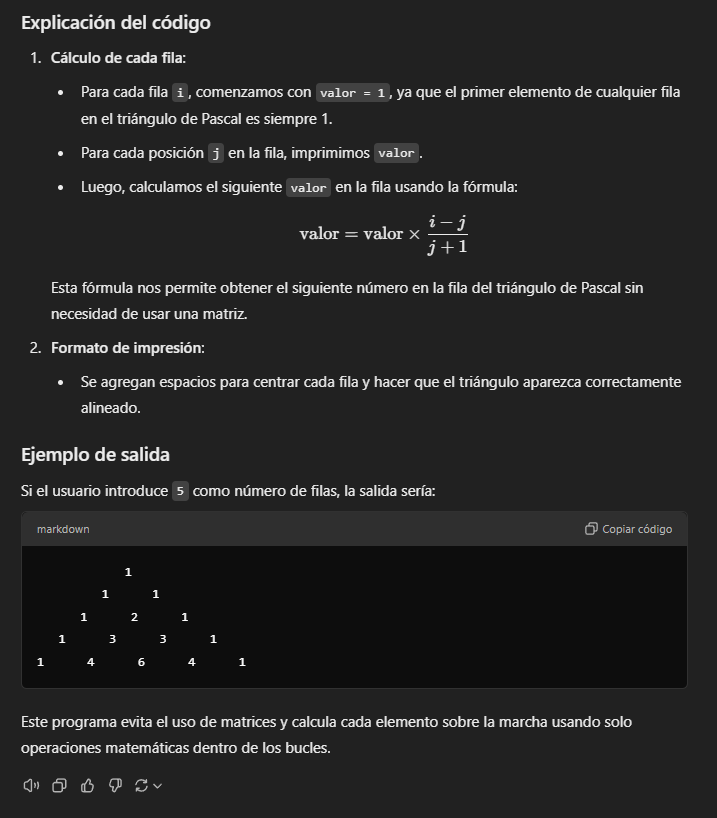 Explicación del código
1. Cálculo de cada fila:
• Para cada fila i, comenzamos con valor = 1, ya que el primer elemento de cualquier fila
en el triángulo de Pascal es siempre 1.
• Para cada posición j en la fila, imprimimos valor.
• Luego, calculamos el siguiente valor en la fila usando la fórmula:
valor = valor × (i − j)/(j + 1)
Esta fórmula nos permite obtener el siguiente número en la fila del triángulo de Pascal sin
necesidad de usar una matriz.
2. Formato de impresión:
• Se agregan espacios para centrar cada fila y hacer que el triángulo aparezca correctamente
alineado.
Ejemplo de salida
Si el usuario introduce 5 como número de filas, la salida sería:
markdown Copiar código
1
1 1
1 2 1
1 3 3 1
1 4 6 4 1
Este programa evita el uso de matrices y calcula cada elemento sobre la marcha usando solo
operaciones matemáticas dentro de los bucles.